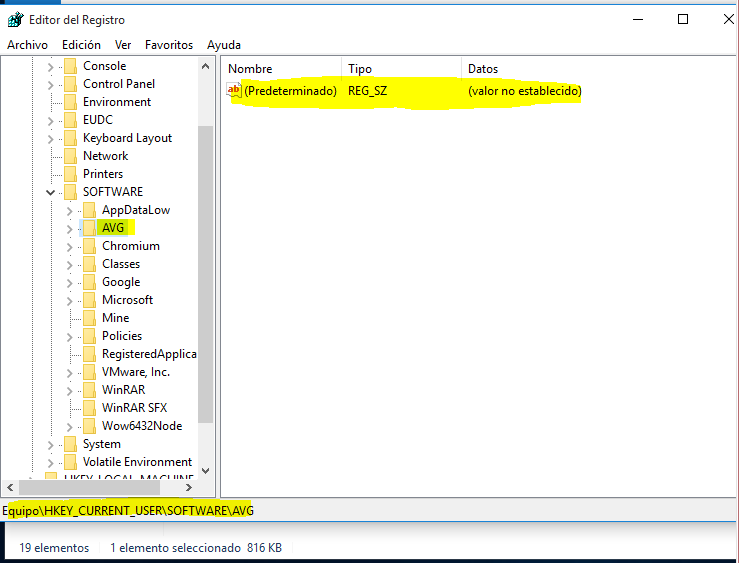 Editor del Registro
Archivo Edición Ver Favoritos Ayuda
Console
Control Panel
Environment
EUDC
Keyboard Layout
Network
Printers
SOFTWARE
AppDataLow
AVG
Chromium
Classes
Google
Microsoft
Mine
Policies
RegisteredApplica
VMware, Inc.
WinRAR
WinRAR SFX
Wow6432Node
System
Volatile Environment
HKEY_LOCAL_MACHINE
Nombre Tipo Datos
ab (Predeterminado) REG_SZ (valor no establecido)
Equipo\HKEY_CURRENT_USER\SOFTWARE\AVG
19 elementos 1 elemento seleccionado 816 KB